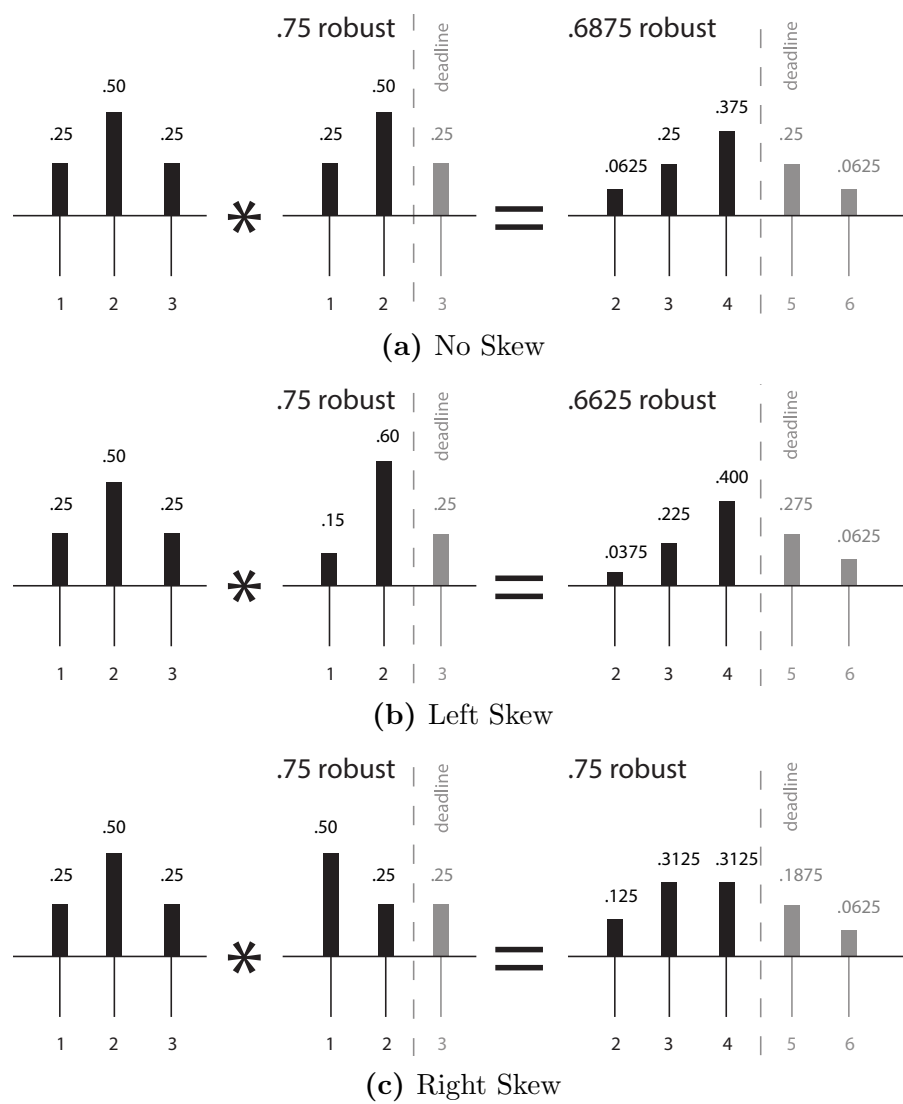 .75 robust
deadline
.6875 robust
deadline
.25 .50 .25 * .25 .50 .25 = .0625 .25 .375 .25 .0625
1 2 3 1 2 3 2 3 4 5 6
(a) No Skew
.75 robust
deadline
.6625 robust
deadline
.25 .50 .25 * .15 .60 .25 = .0375 .225 .400 .275 .0625
1 2 3 1 2 3 2 3 4 5 6
(b) Left Skew
.75 robust
deadline
.75 robust
deadline
.25 .50 .25 * .50 .25 .25 = .125 .3125 .3125 .1875 .0625
1 2 3 1 2 3 2 3 4 5 6
(c) Right Skew